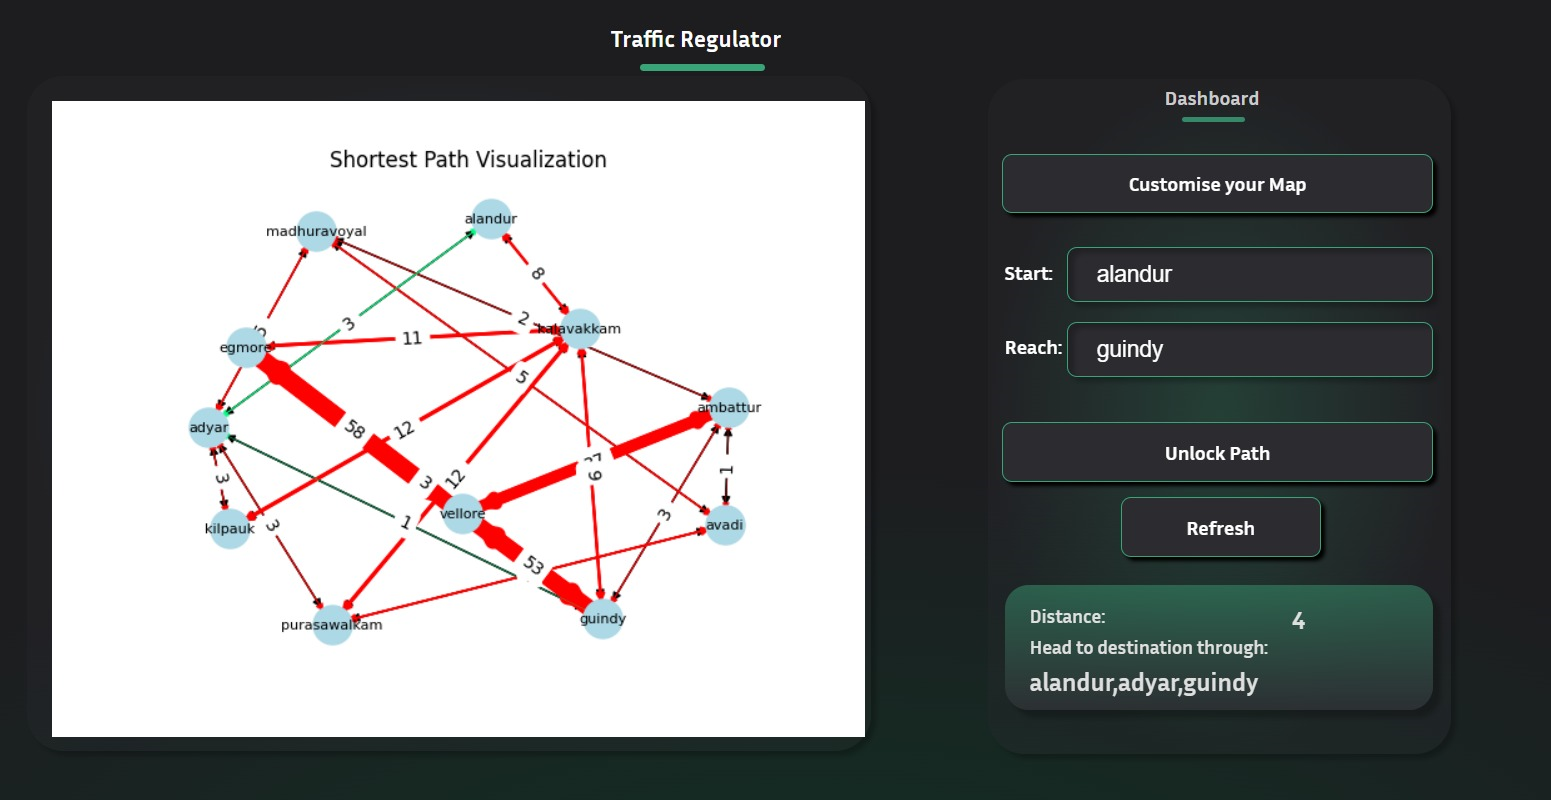 Traffic Regulator
Shortest Path Visualization
madhuravoyal
alandur
8
2
kalavakkam
3
11
egmore
5
5
ambattur
adyar
58
12
1
3
3
12
9
vellore
kilpauk
3
1
3
avadi
53
purasawalkam
guindy
Dashboard
Customise your Map
Start: alandur
Reach: guindy
Unlock Path
Refresh
Distance: 4
Head to destination through:
alandur,adyar,guindy